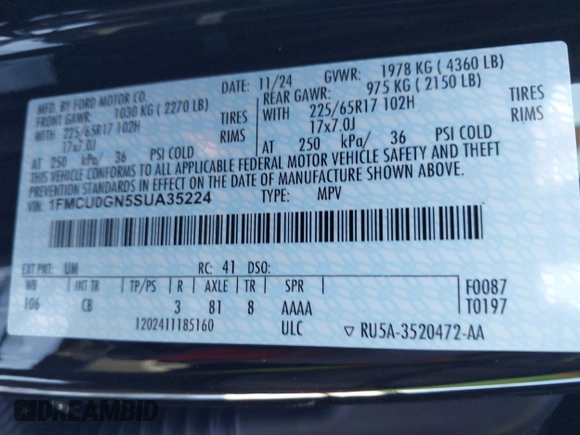 MFD. BY FORD MOTOR CO. DATE: 11/24 GVWR: 1978 KG ( 4360 LB)
FRONT GAWR: 1030 KG ( 2270 LB) REAR GAWR: 975 KG ( 2150 LB)
WITH 225/65R17 102H TIRES WITH 225/65R17 102H TIRES
17x7.0J RIMS 17x7.0J RIMS
AT 250 kPa/ 36 PSI COLD AT 250 kPa/ 36 PSI COLD
THIS VEHICLE CONFORMS TO ALL APPLICABLE FEDERAL MOTOR VEHICLE SAFETY AND THEFT
PREVENTION STANDARDS IN EFFECT ON THE DATE OF MANUFACTURE SHOWN ABOVE.
VIN: 1FMCU0GN5SUA35224 TYPE: MPV
EXT PNT: UM RC: 41 DSO:
WB INT TR TP/PS R AXLE TR SPR F0087
106 CB 3 81 8 AAAA T0197
1202411185160 ULC ▽ RU5A-3520472-AA
DREAMBID